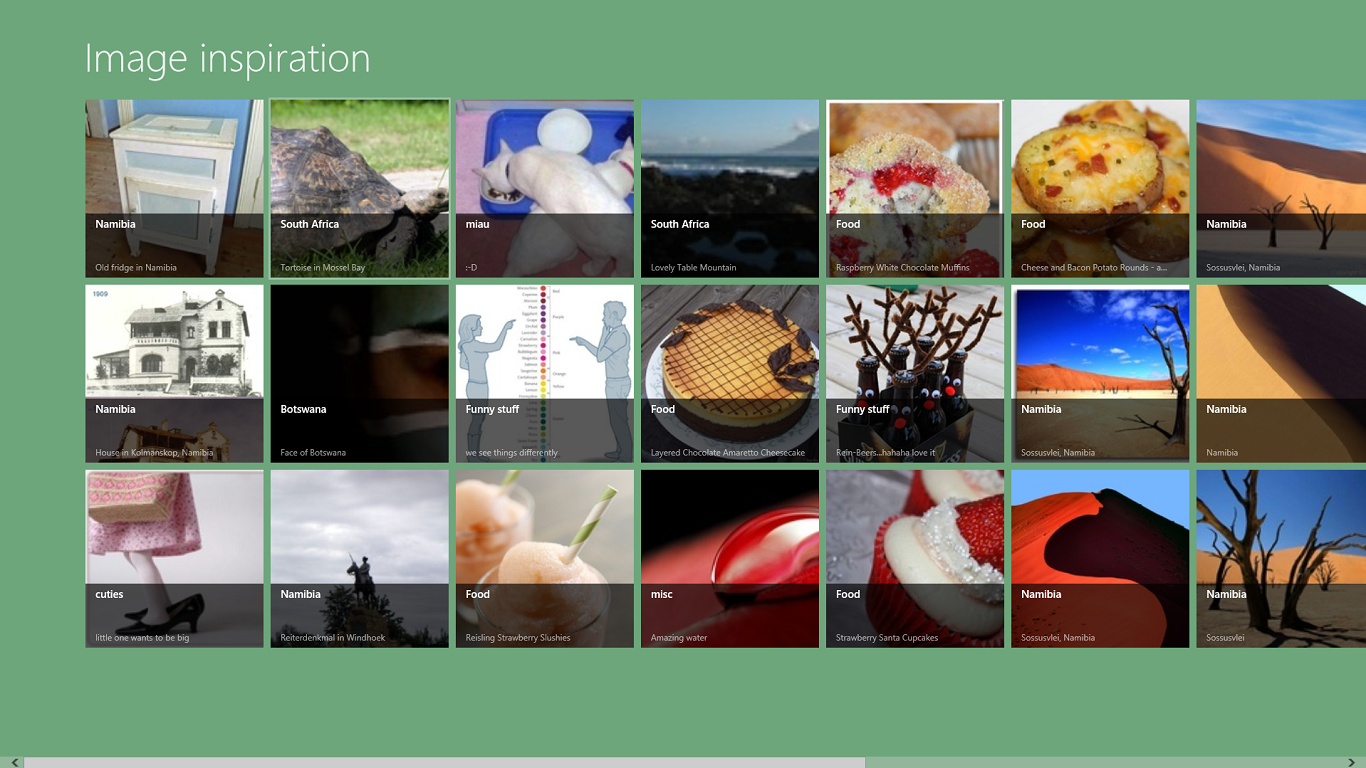 Image inspiration
Namibia
Old fridge in Namibia
South Africa
Tortoise in Mossel Bay
miau
:-D
South Africa
Lovely Table Mountain
Food
Raspberry White Chocolate Muffins
Food
Cheese and Bacon Potato Rounds - a...
Namibia
Sossusvlei, Namibia
1909
Namibia
House in Kolmanskop, Namibia
Botswana
Face of Botswana
Funny stuff
we see things differently
Food
Layered Chocolate Amaretto Cheesecake
Funny stuff
Rein-Beers...hahaha love it
Namibia
Sossusvlei, Namibia
Namibia
Namibia
cuties
little one wants to be big
Namibia
Reiterdenkmal in Windhoek
Food
Reisling Strawberry Slushies
misc
Amazing water
Food
Strawberry Santa Cupcakes
Namibia
Sossusvlei, Namibia
Namibia
Sossusvlei